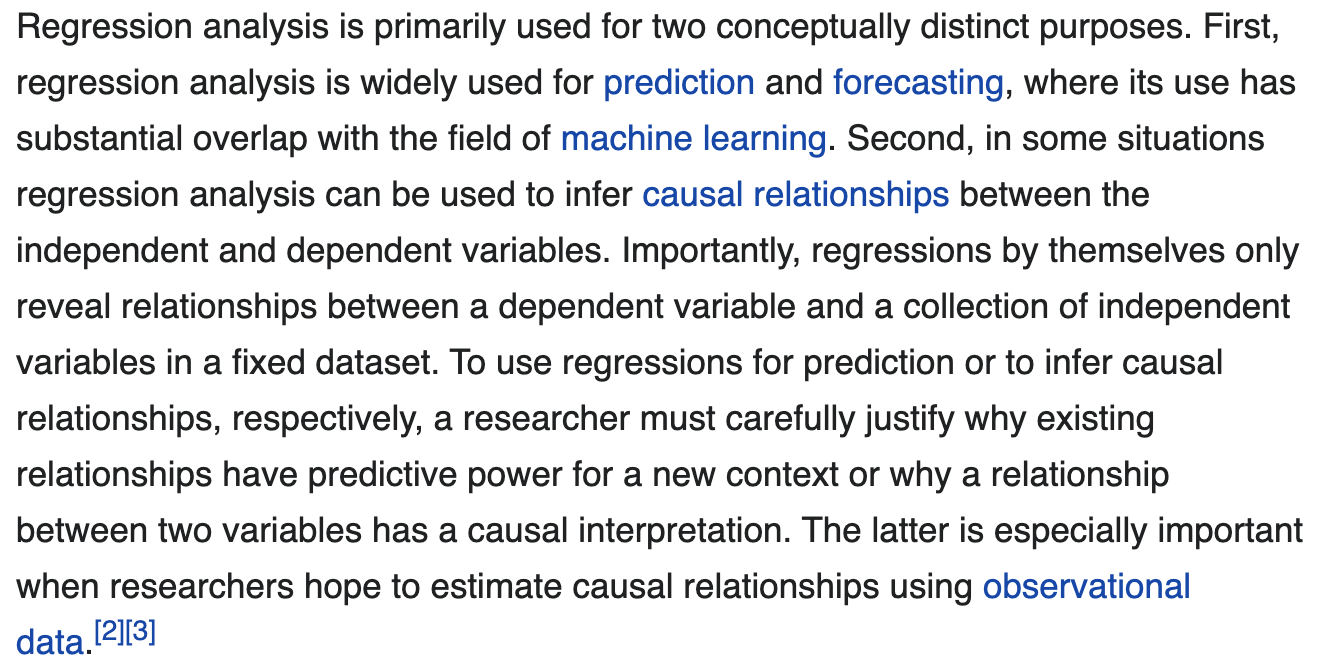 Regression analysis is primarily used for two conceptually distinct purposes. First,
regression analysis is widely used for prediction and forecasting, where its use has
substantial overlap with the field of machine learning. Second, in some situations
regression analysis can be used to infer causal relationships between the
independent and dependent variables. Importantly, regressions by themselves only
reveal relationships between a dependent variable and a collection of independent
variables in a fixed dataset. To use regressions for prediction or to infer causal
relationships, respectively, a researcher must carefully justify why existing
relationships have predictive power for a new context or why a relationship
between two variables has a causal interpretation. The latter is especially important
when researchers hope to estimate causal relationships using observational
data.[2][3]